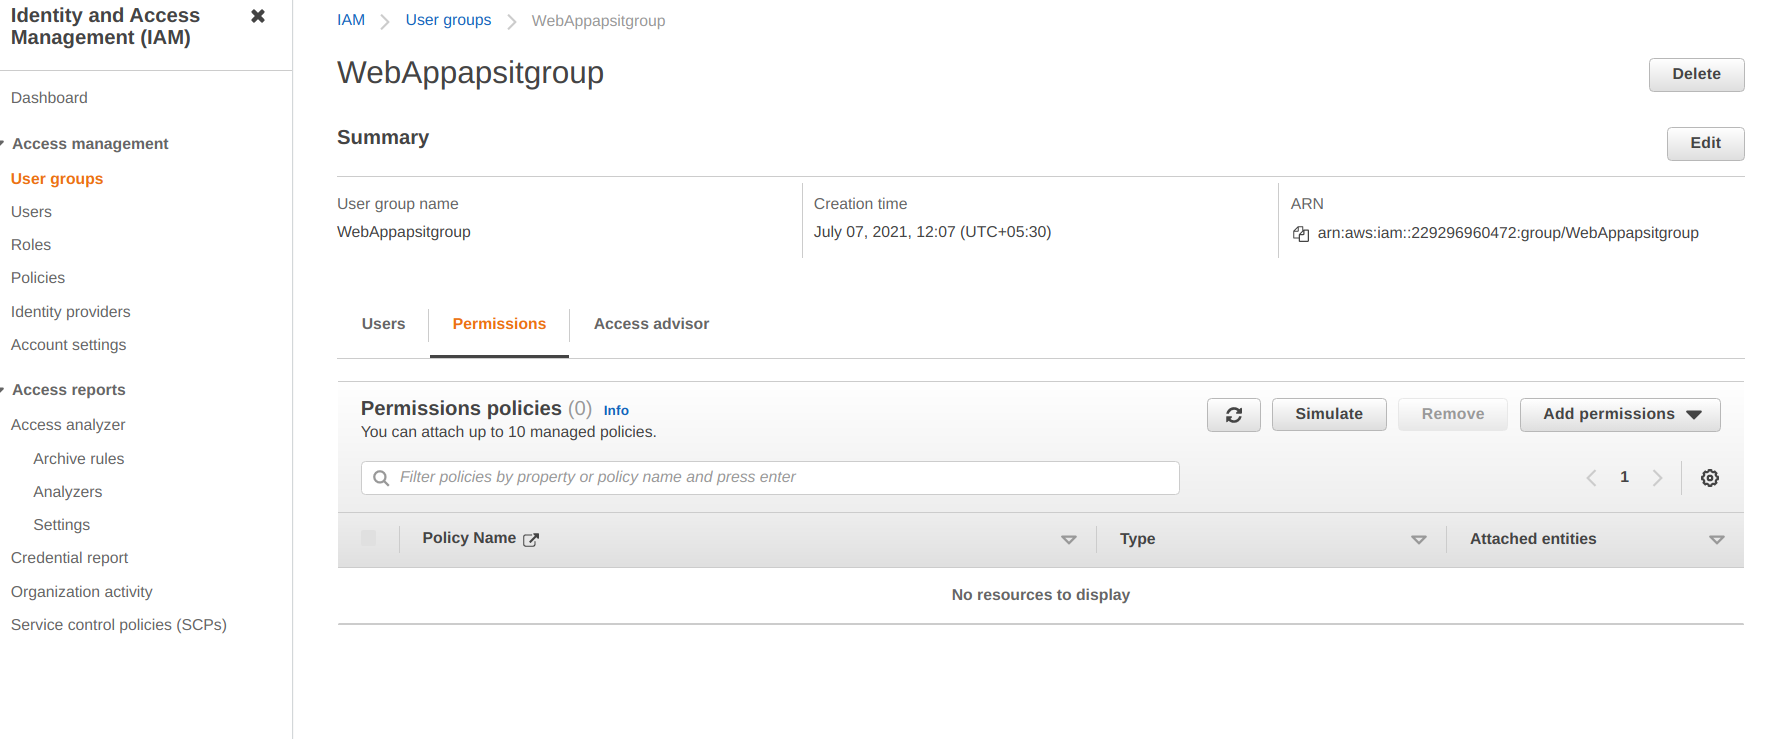 Identity and Access
Management (IAM)
Dashboard
Access management
User groups
Users
Roles
Policies
Identity providers
Account settings
Access reports
Access analyzer
Archive rules
Analyzers
Settings
Credential report
Organization activity
Service control policies (SCPs)
IAM User groups WebAppapsitgroup
WebAppapsitgroup
Delete
Summary
Edit
User group name
WebAppapsitgroup
Creation time
July 07, 2021, 12:07 (UTC+05:30)
ARN
arn:aws:iam::229296960472:group/WebAppapsitgroup
Users Permissions Access advisor
Permissions policies (0) Info
You can attach up to 10 managed policies.
Simulate Remove Add permissions
Filter policies by property or policy name and press enter
1
Policy Name Type Attached entities
No resources to display